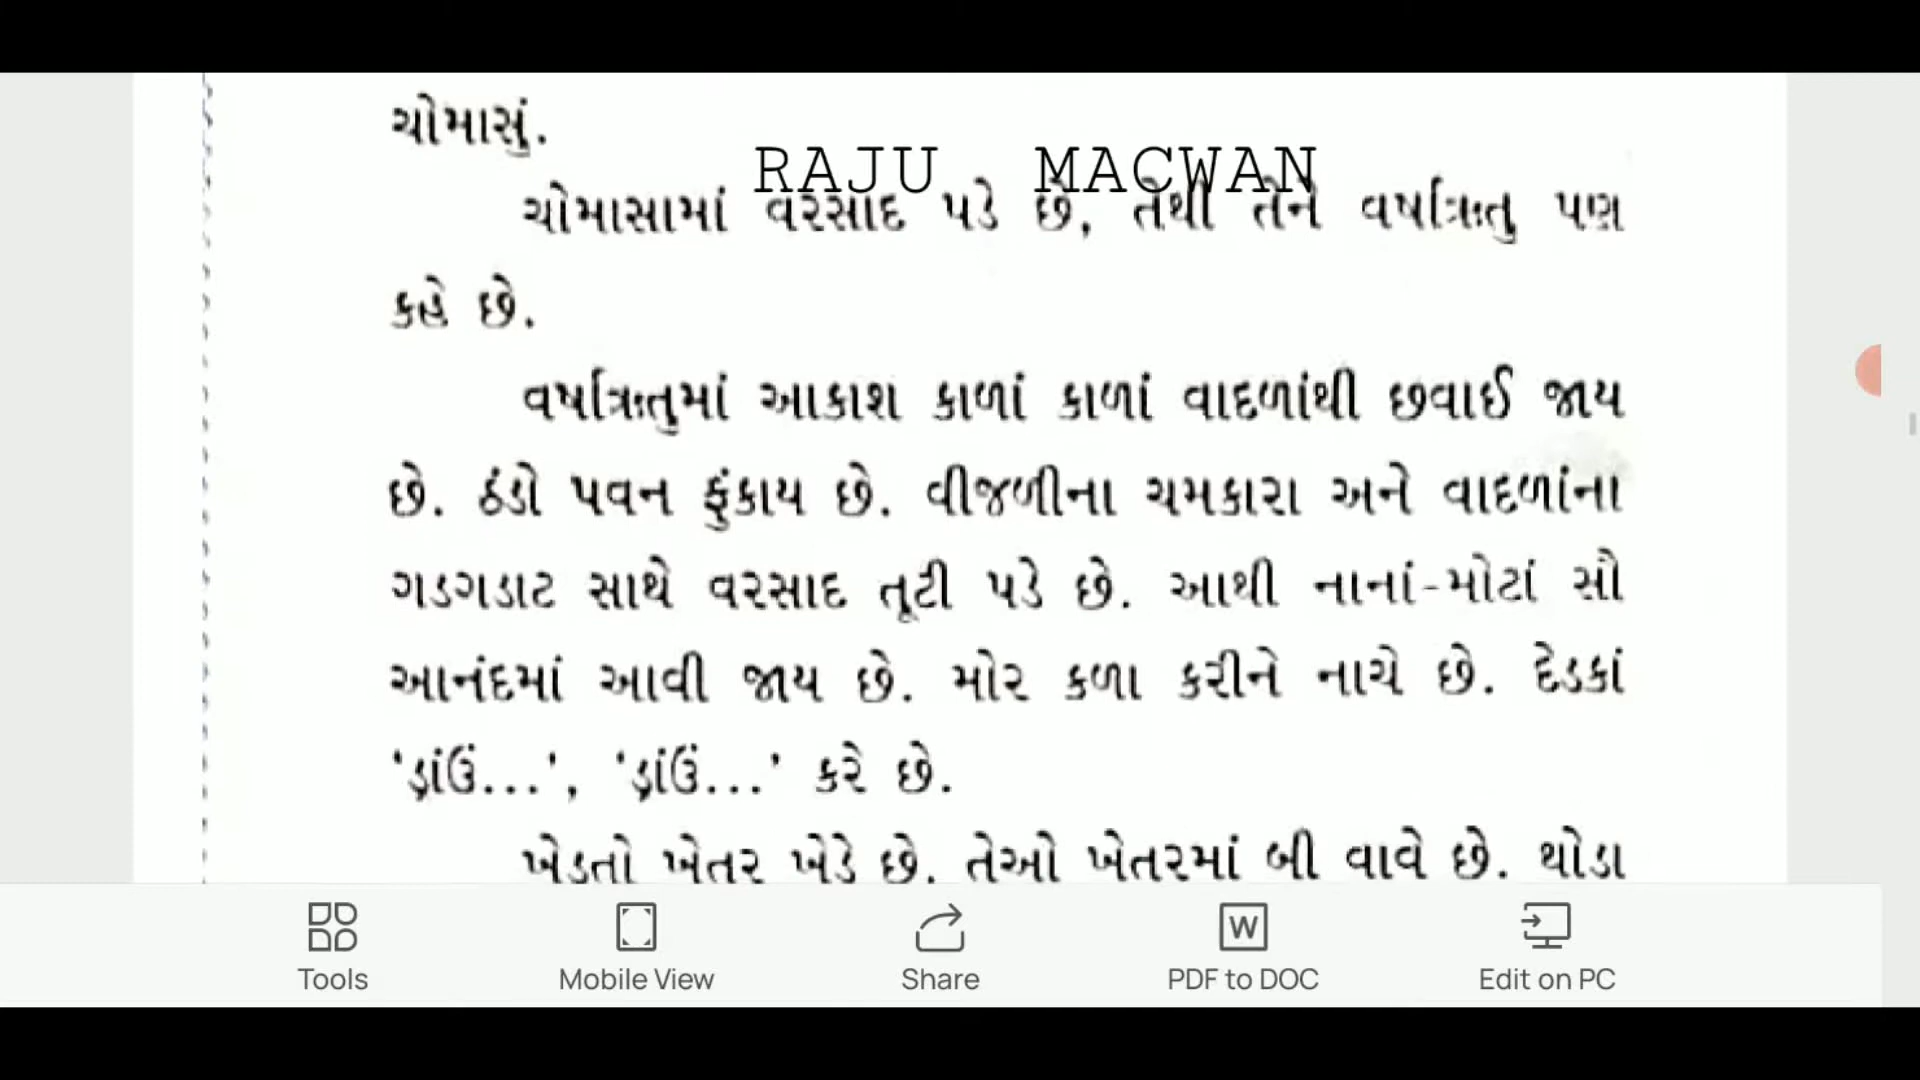 ચોમાસું.
RAJU MACWAN
ચોમાસામાં વરસાદ પડે છે, તેથી તેને વર્ષાઋતુ પણ
કહે છે.
વર્ષાઋતુમાં આકાશ કાળાં કાળાં વાદળાંથી છવાઈ જાય
છે. ઠંડો પવન ફુંકાય છે. વીજળીના ચમકારા અને વાદળાંના
ગડગડાટ સાથે વરસાદ તૂટી પડે છે. આથી નાનાં-મોટાં સૌ
આનંદમાં આવી જાય છે. મોર કળા કરીને નાચે છે. દેડકાં
‘ડ્રાંઉં...’, ‘ડ્રાંઉં...’ કરે છે.
ખેડૂતો ખેતર ખેડે છે. તેઓ ખેતરમાં બી વાવે છે. થોડા
Tools
Mobile View
Share
PDF to DOC
Edit on PC